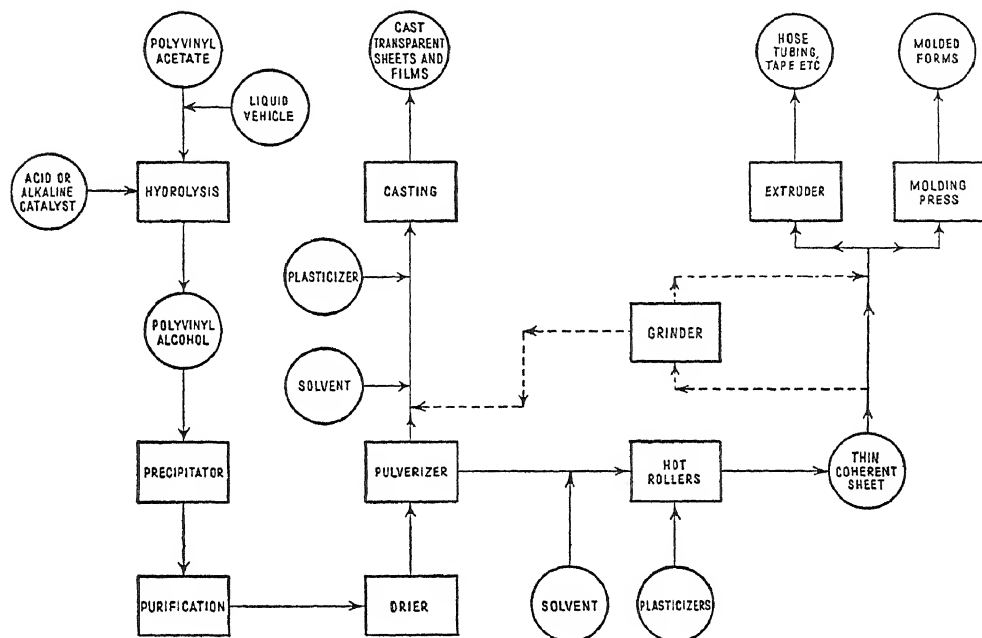 POLYVINYL
ACETATE
LIQUID
VEHICLE
ACID OR
ALKALINE
CATALYST
HYDROLYSIS
POLYVINYL
ALCOHOL
PRECIPITATOR
PURIFICATION
DRIER
PULVERIZER
SOLVENT
PLASTICIZER
CASTING
CAST
TRANSPARENT
SHEETS AND
FILMS
SOLVENT
PLASTICIZERS
HOT
ROLLERS
THIN
COHERENT
SHEET
GRINDER
EXTRUDER
MOLDING
PRESS
HOSE
TUBING,
TAPE ETC
MOLDED
FORMS